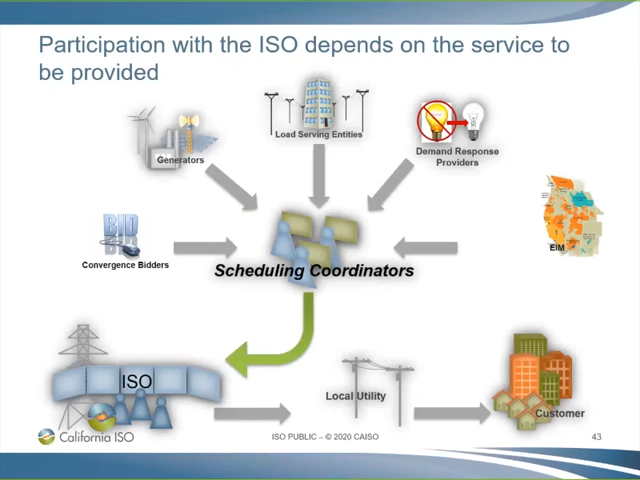 Participation with the ISO depends on the service to
be provided
Generators
Load Serving Entities
Demand Response
Providers
BID
Convergence Bidders
Scheduling Coordinators
EIM
ISO
Local Utility
Customer
California ISO
ISO PUBLIC – © 2020 CAISO
43